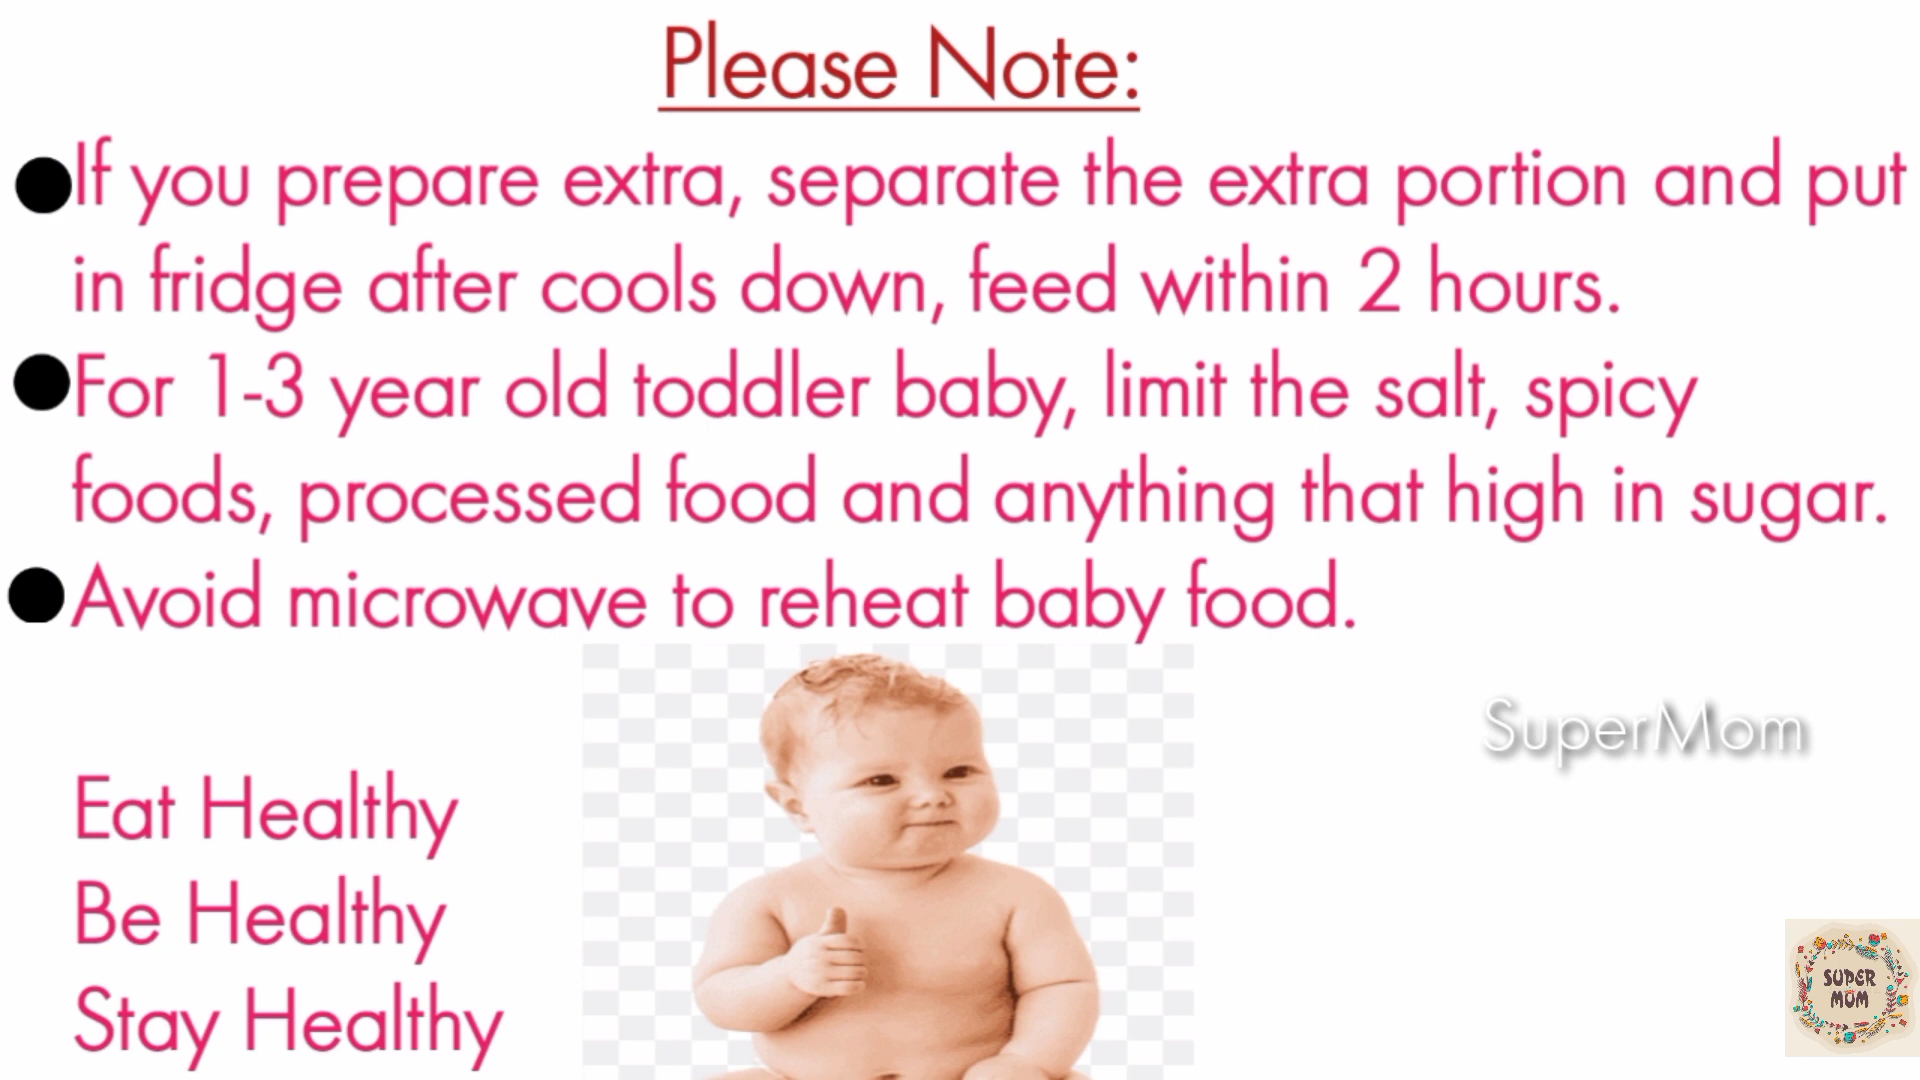 Please Note:
●If you prepare extra, separate the extra portion and put
in fridge after cools down, feed within 2 hours.
●For 1-3 year old toddler baby, limit the salt, spicy
foods, processed food and anything that high in sugar.
●Avoid microwave to reheat baby food.
SuperMom
Eat Healthy
Be Healthy
Stay Healthy
SUPER
MOM